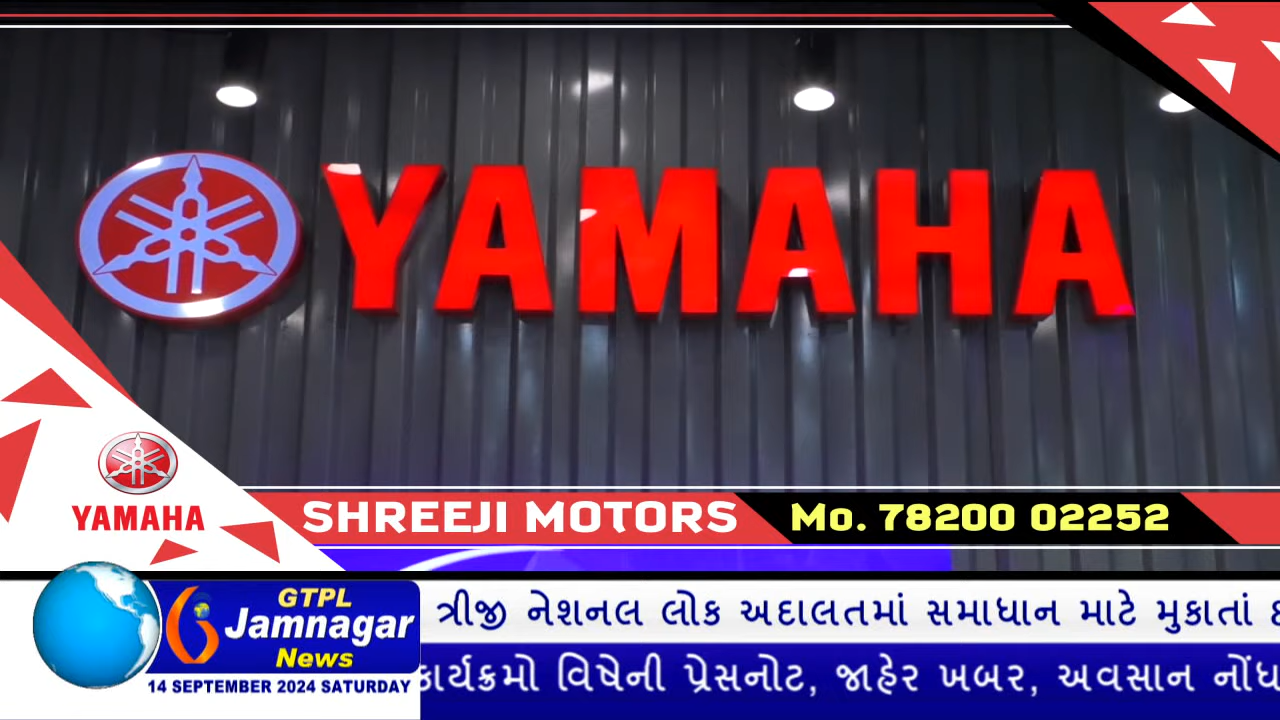 YAMAHA
YAMAHA
SHREEJI MOTORS
Mo. 78200 02252
GTPL
Jamnagar
News
14 SEPTEMBER 2024 SATURDAY
ત્રીજી નેશનલ લોક અદાલતમાં સમાધાન માટે મુકાતાં
કાર્યક્રમો વિષેની પ્રેસનોટ, જાહેર ખબર, અવસાન નોંધ